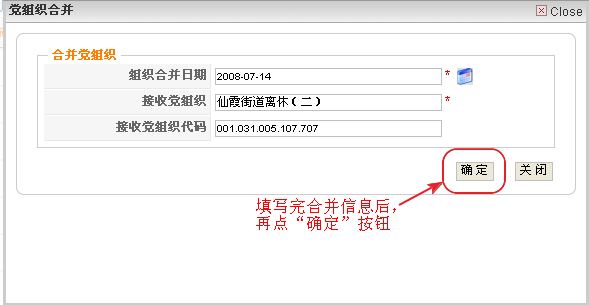 党组织合并 Close
合并党组织
组织合并日期 2008-07-14 *
接收党组织 仙霞街道离休（二） *
接收党组织代码 001.031.005.107.707
确 定 关 闭
填写完合并信息后，
再点“确定”按钮